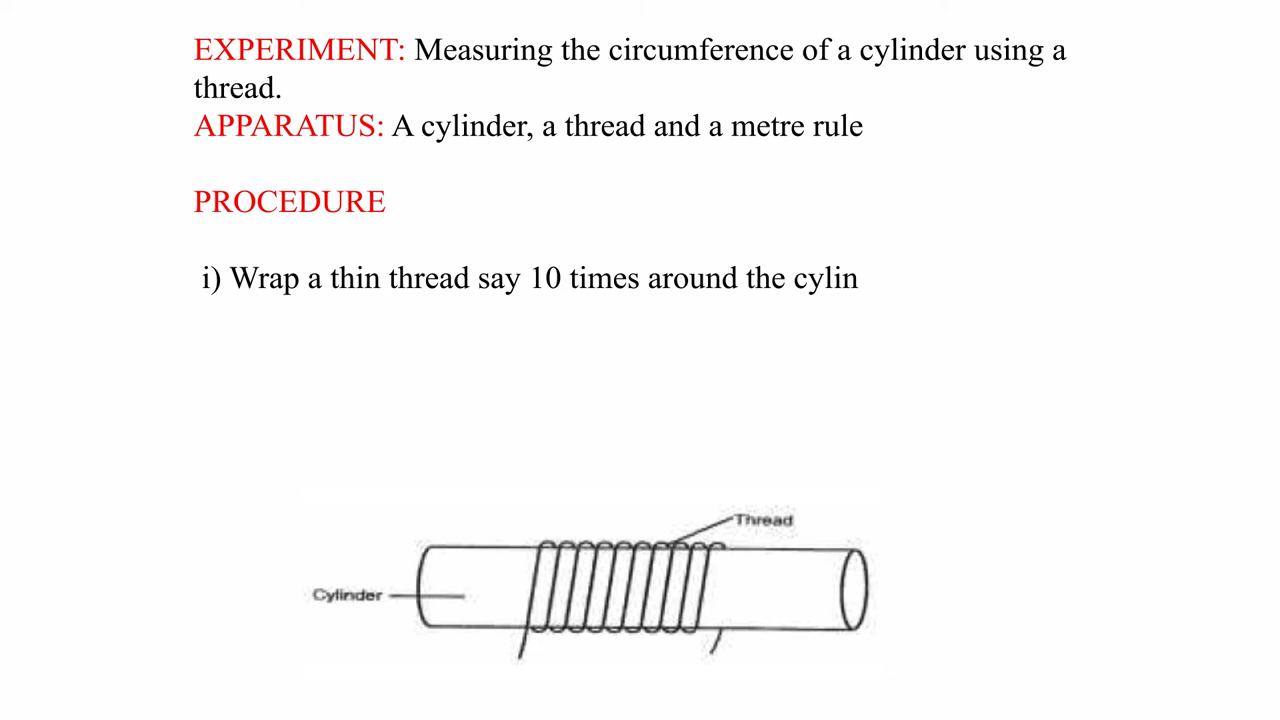 EXPERIMENT: Measuring the circumference of a cylinder using a
thread.
APPARATUS: A cylinder, a thread and a metre rule
PROCEDURE
i) Wrap a thin thread say 10 times around the cylin
Thread
Cylinder